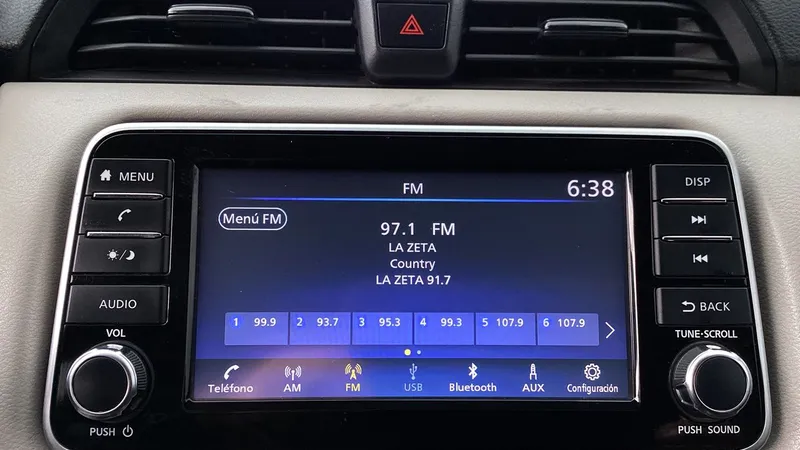 MENU
AUDIO
VOL
PUSH
FM
6:38
Menú FM
97.1 FM
LA ZETA
Country
LA ZETA 91.7
1 99.9 2 93.7 3 95.3 4 99.3 5 107.9 6 107.9
Teléfono AM FM USB Bluetooth AUX Configuración
DISP
BACK
TUNE·SCROLL
PUSH SOUND